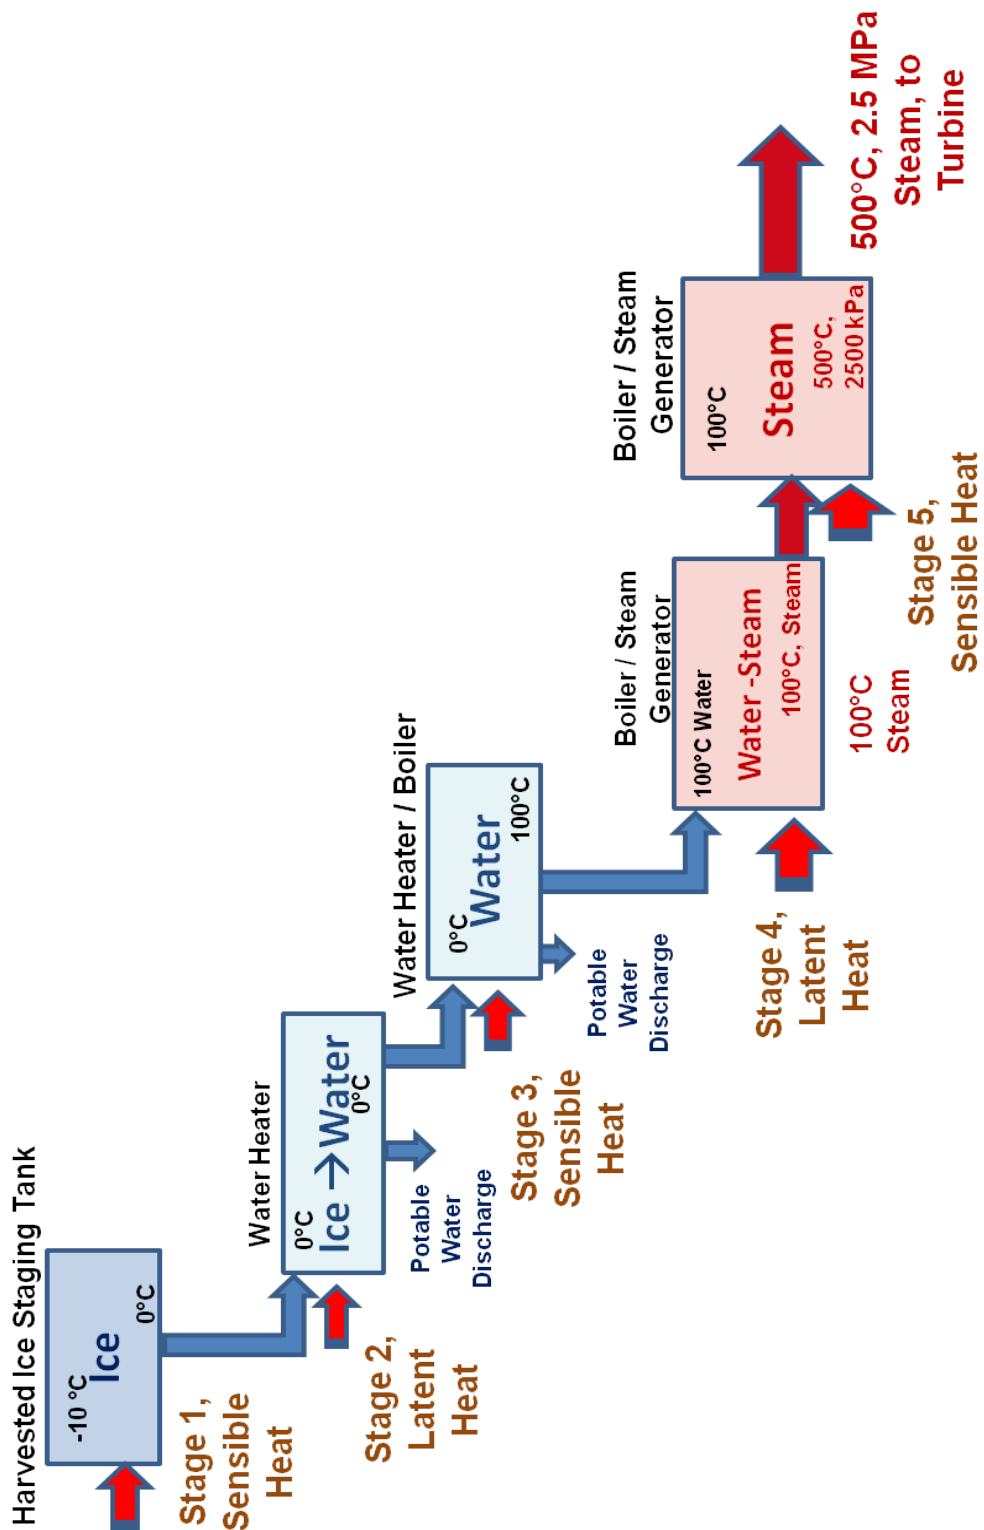 Harvested Ice Staging Tank
-10 °C
Ice
0°C
Stage 1,
Sensible
Heat
Water Heater
0°C
Ice → Water
0°C
Stage 2,
Latent
Heat
Potable
Water
Discharge
Water Heater / Boiler
0°C
Water
100°C
Stage 3,
Sensible
Heat
Potable
Water
Discharge
Boiler / Steam
Generator
100°C Water
Water -Steam
100°C, Steam
Stage 4,
Latent
Heat
100°C
Steam
Boiler / Steam
Generator
100°C
Steam
500°C,
2500 kPa
Stage 5,
Sensible Heat
500°C, 2.5 MPa
Steam, to
Turbine